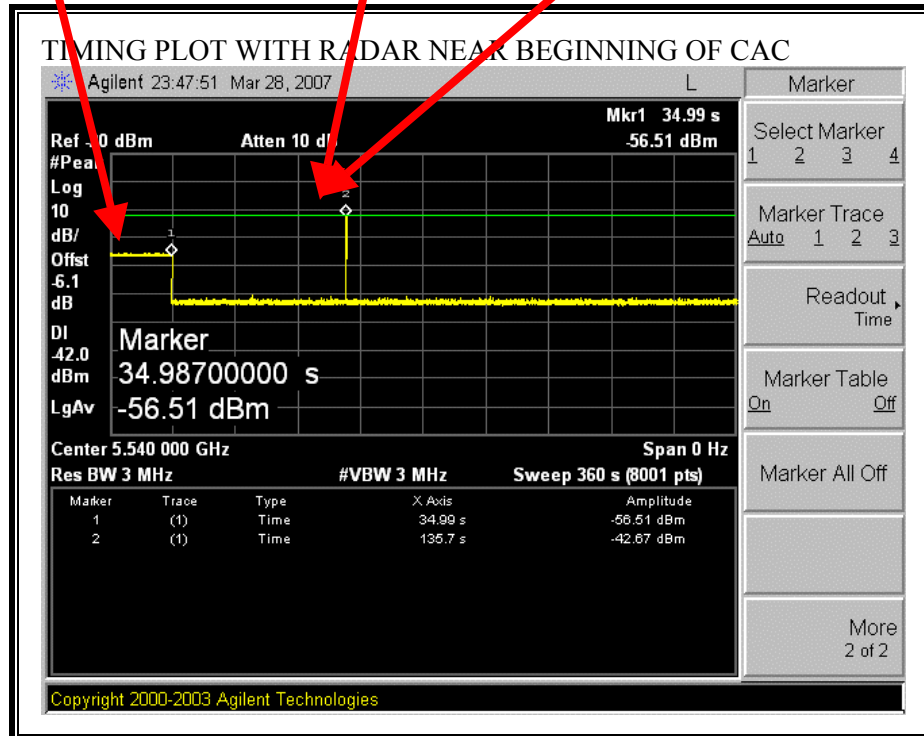 TIMING PLOT WITH RADAR NEAR BEGINNING OF CAC
Agilent 23:47:51 Mar 28, 2007 L
Mkr1 34.99 s
Ref dBm Atten 10 -56.51 dBm
Log
10
dB/
Offst
-6.1
dB
DI
-42.0
dBm
LgAv
1
2
Marker
34.98700000 s
-56.51 dBm
Center 5.540 000 GHz Span 0 Hz
Res BW 3 MHz #VBW 3 MHz Sweep 360 s (8001 pts)
Marker Trace Type X Axis Amplitude
1 (1) Time 34.99 s -56.51 dBm
2 (1) Time 135.7 s -42.67 dBm
Copyright 2000-2003 Agilent Technologies
Marker
Select Marker
1 2 3 4
Marker Trace
Auto 1 2 3
Readout
Time
Marker Table
On Off
Marker All Off
More
2 of 2